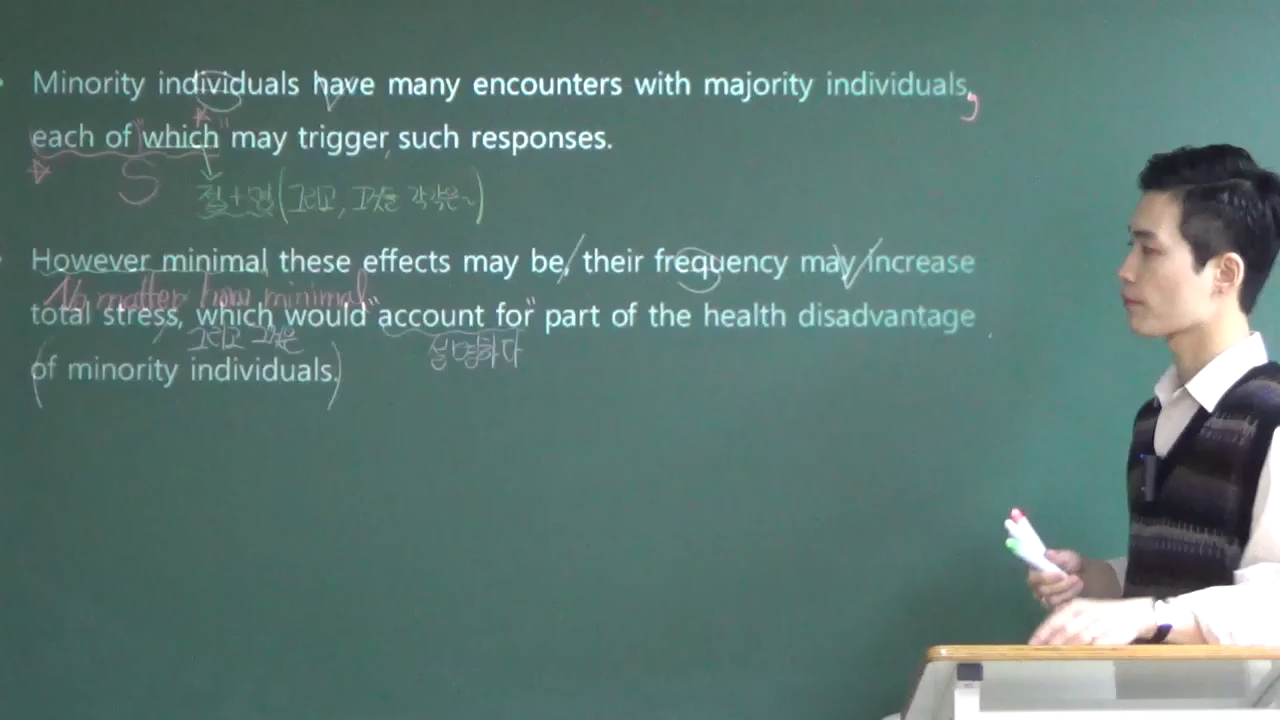 Minority individuals have many encounters with majority individuals,
each of "which" may trigger such responses.
S
절+면(그리고, 그것들 각각은~)
However minimal these effects may be, their frequency may increase
No matter how minimal
total stress, which would "account for" part of the health disadvantage
그리고 그것은
설명하다
(of minority individuals.)